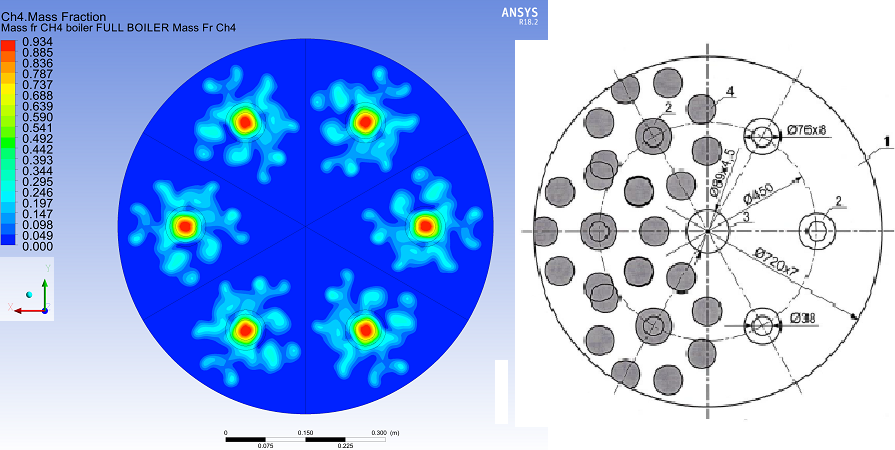 Ch4.Mass Fraction
Mass fr CH4 boiler FULL BOILER Mass Fr Ch4
ANSYS
R18.2
0.934
0.885
0.836
0.787
0.737
0.688
0.639
0.590
0.541
0.492
0.442
0.393
0.344
0.295
0.246
0.197
0.147
0.098
0.049
0.000
Y
X
Z
0
0.150
0.300 (m)
0.075
0.225
2
4
Ø76x8
1
Ø89x4,5
Ø450
2
3
Ø720x7
Ø38